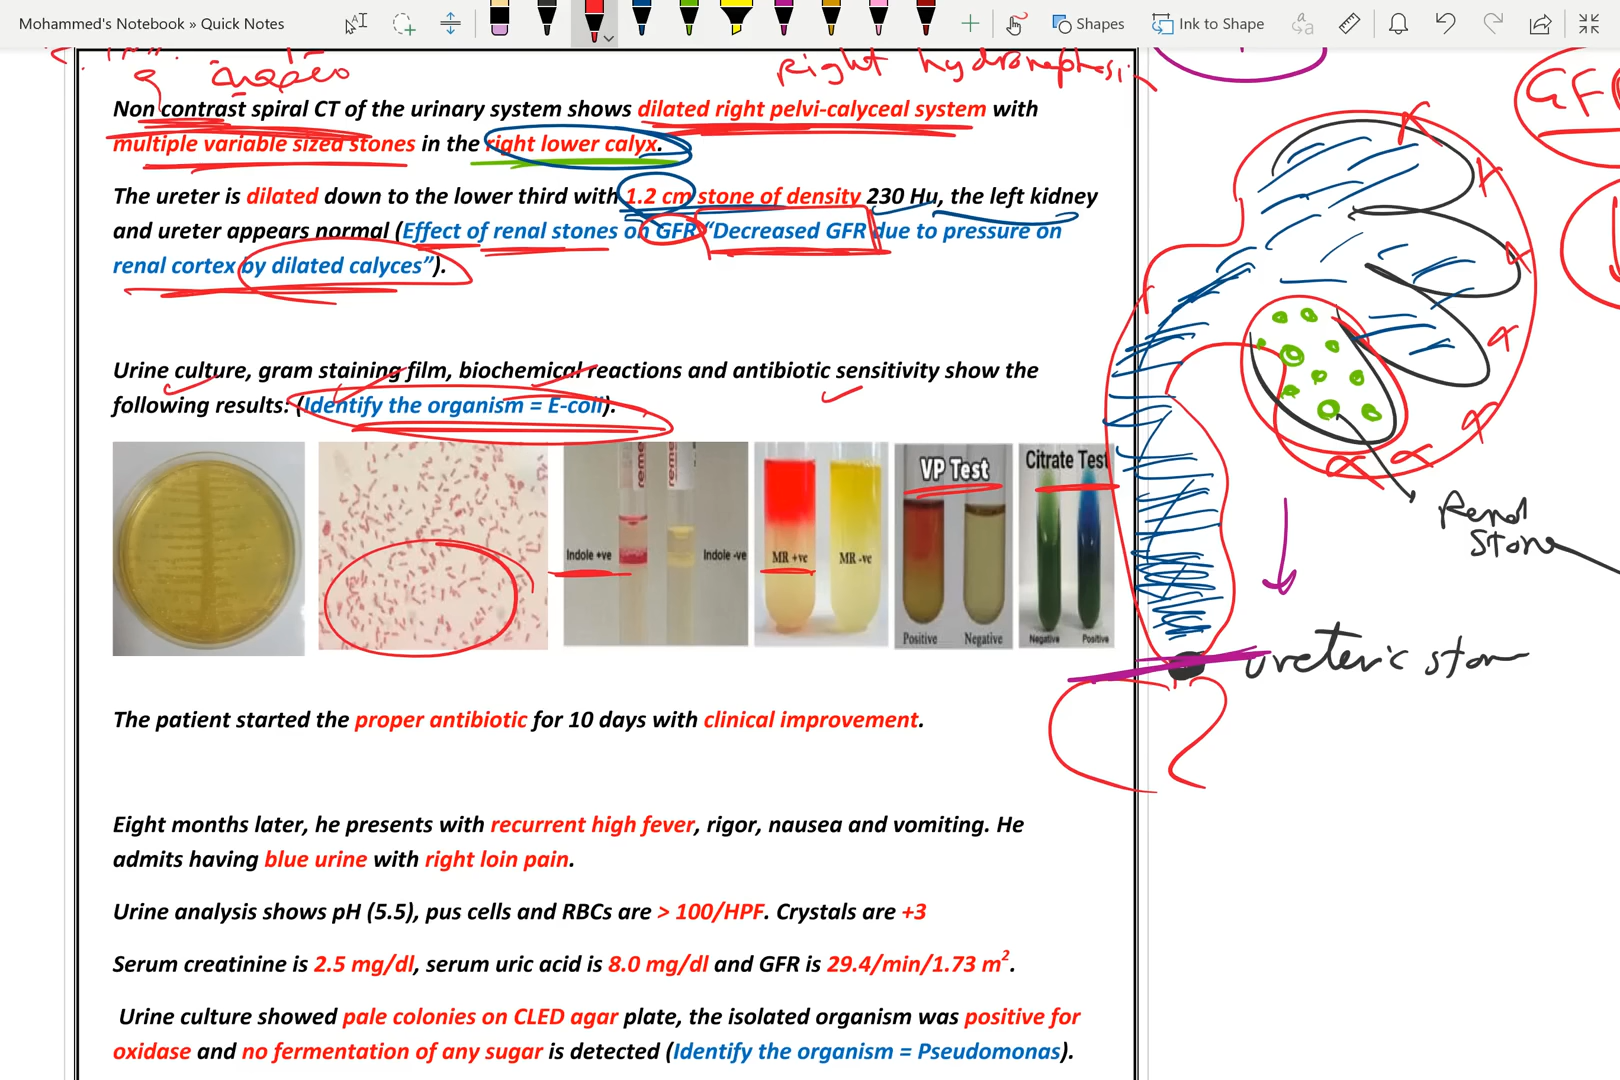 Mohammed's Notebook » Quick Notes
Shapes
Ink to Shape
Right hydronephrosis
Non contrast spiral CT of the urinary system shows dilated right pelvi-calyceal system with
multiple variable sized stones in the right lower calyx.
The ureter is dilated down to the lower third with 1.2 cm stone of density 230 Hu, the left kidney
and ureter appears normal (Effect of renal stones on GFR “Decreased GFR due to pressure on
renal cortex by dilated calyces”).
Urine culture, gram staining film, biochemical reactions and antibiotic sensitivity show the
following results: (Identify the organism = E-coli).
reme
reme
Indole +ve
Indole -ve
MR +ve
MR -ve
VP Test
Positive
Negative
Citrate Test
Negative
Positive
Renal
Stone
Ureteric stone
GFR
The patient started the proper antibiotic for 10 days with clinical improvement.
Eight months later, he presents with recurrent high fever, rigor, nausea and vomiting. He
admits having blue urine with right loin pain.
Urine analysis shows pH (5.5), pus cells and RBCs are > 100/HPF. Crystals are +3
Serum creatinine is 2.5 mg/dl, serum uric acid is 8.0 mg/dl and GFR is 29.4/min/1.73 m².
Urine culture showed pale colonies on CLED agar plate, the isolated organism was positive for
oxidase and no fermentation of any sugar is detected (Identify the organism = Pseudomonas).